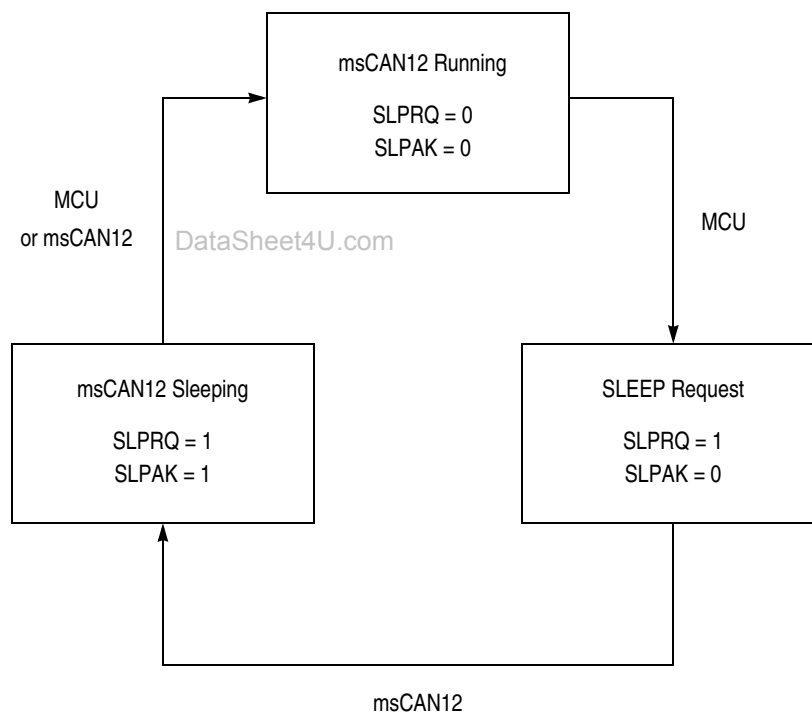 msCAN12 Running
SLPRQ = 0
SLPAK = 0
MCU
or msCAN12
DataSheet4U.com
MCU
msCAN12 Sleeping
SLPRQ = 1
SLPAK = 1
SLEEP Request
SLPRQ = 1
SLPAK = 0
msCAN12